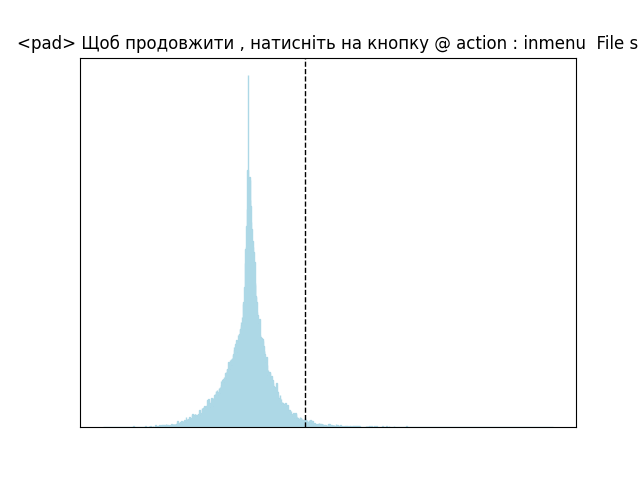 <pad> Щоб продовжити , натисніть на кнопку @ action : inmenu File s